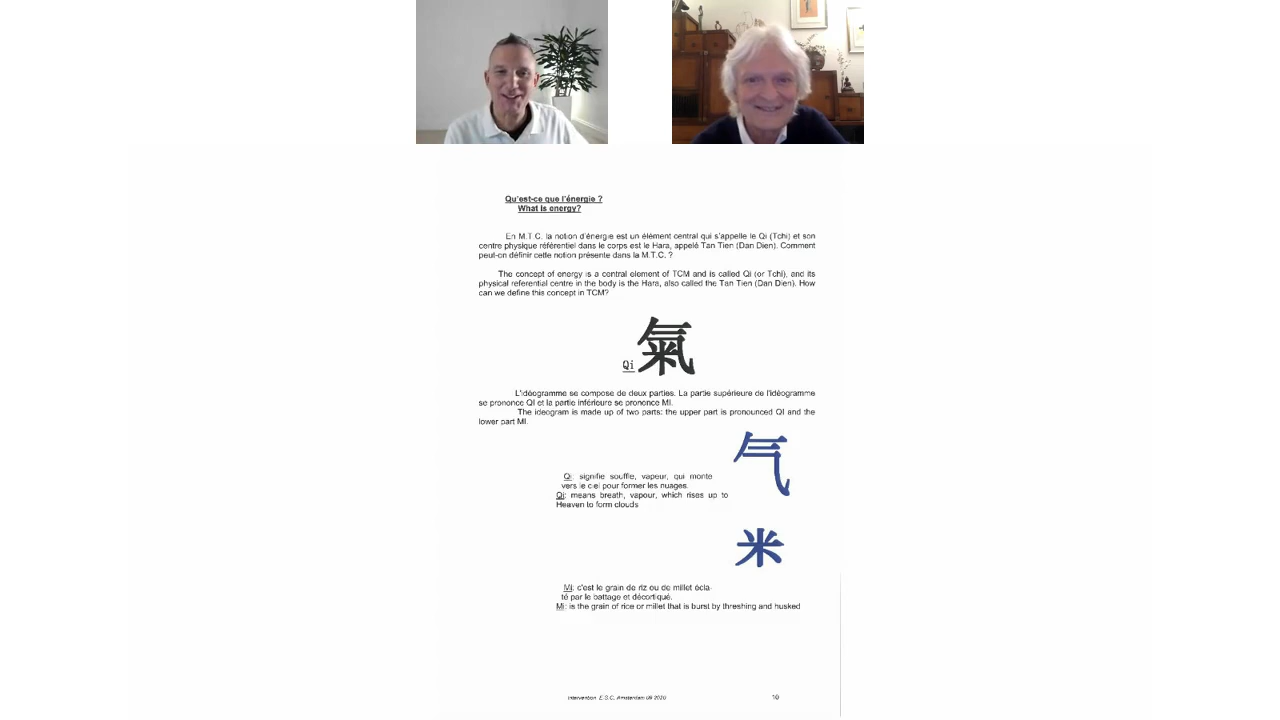 Qu'est-ce que l'énergie ?
What is energy?
En M.T C. la notion d'énergie est un élément central qui s'appelle le Qi (Tchi) et son
centre physique référentiel dans le corps est le Hara, appelé Tan Tien (Dan Dien). Comment
peut-on définir cette notion présente dans la M.T.C. ?
The concept of energy is a central element of TCM and is called Qi (or Tchi), and its
physical referential centre in the body is the Hara, also called the Tan Tien (Dan Dien). How
can we define this concept in TCM?
Qi 氣
L'idéogramme se compose de deux parties. La partie supérieure de l'idéogramme
se prononce QI et la partie inférieure se prononce MI.
The ideogram is made up of two parts: the upper part is pronounced QI and the
lower part MI.
气
Qi: signifie souffle, vapeur, qui monte
vers le ciel pour former les nuages.
Qi: means breath, vapour, which rises up to
Heaven to form clouds
米
Mi: c'est le grain de riz ou de millet écla-
té par le battage et décortiqué.
Mi: is the grain of rice or millet that is burst by threshing and husked
Intervention E.S.C. Amsterdam 09 2020
10